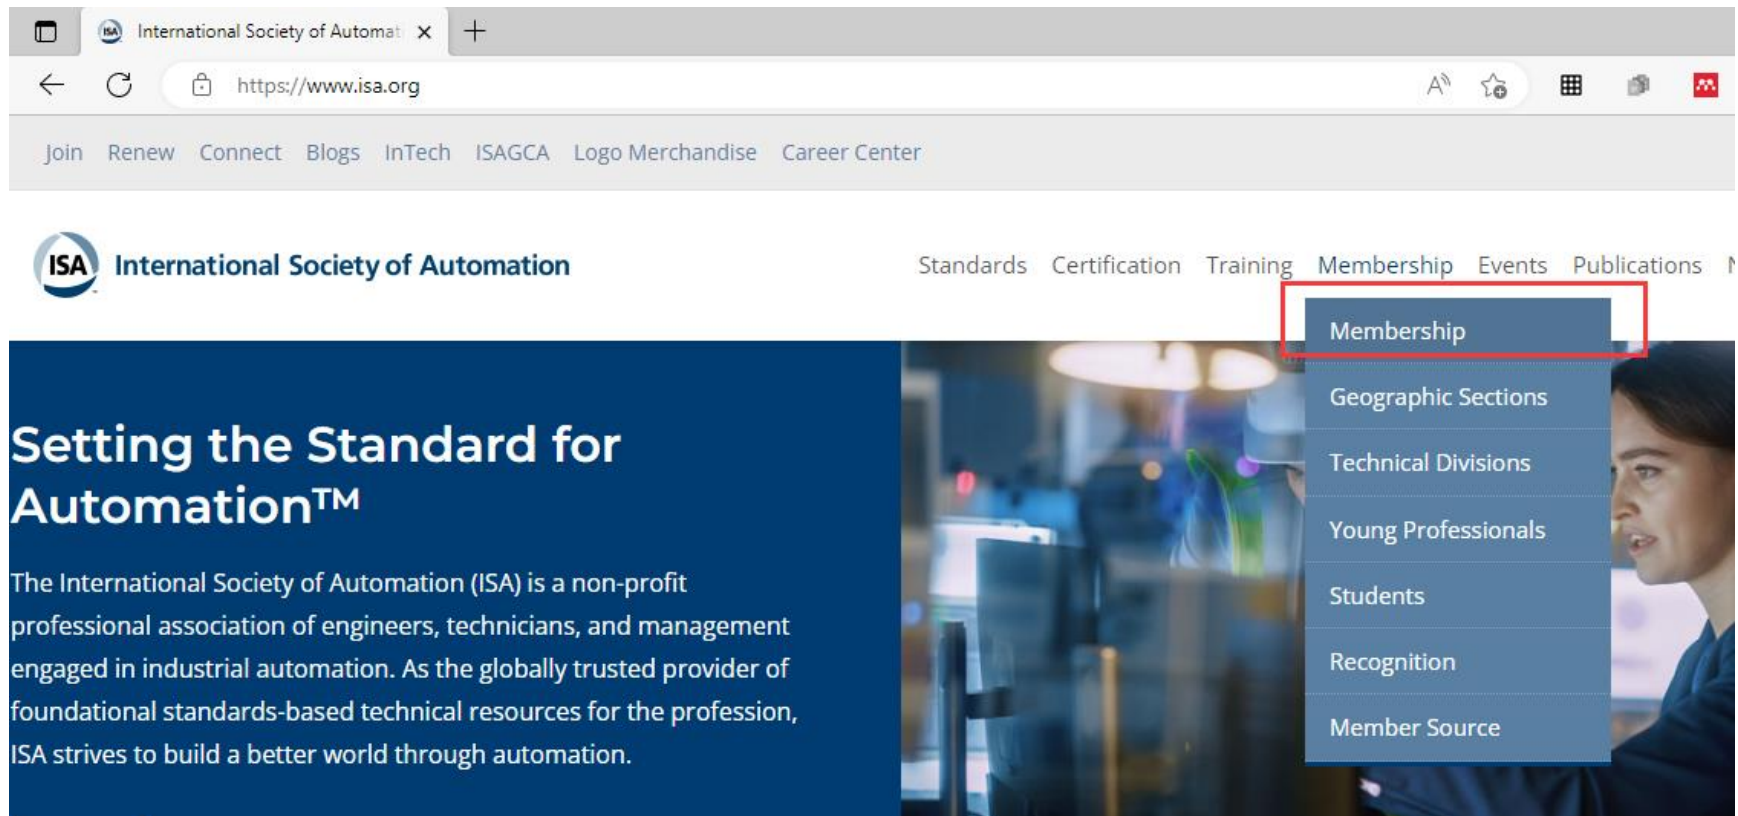 International Society of Automat
https://www.isa.org
Join Renew Connect Blogs InTech ISAGCA Logo Merchandise Career Center
ISA International Society of Automation
Standards Certification Training Membership Events Publications
Membership
Geographic Sections
Technical Divisions
Young Professionals
Students
Recognition
Member Source
Setting the Standard for
Automation™
The International Society of Automation (ISA) is a non-profit
professional association of engineers, technicians, and management
engaged in industrial automation. As the globally trusted provider of
foundational standards-based technical resources for the profession,
ISA strives to build a better world through automation.